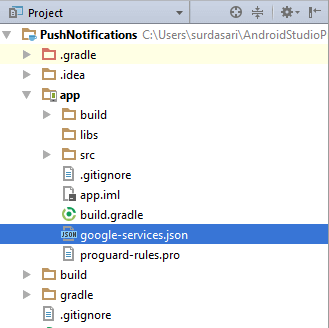 Project
PushNotifications C:\Users\surdasari\AndroidStudioP
.gradle
.idea
app
build
libs
src
.gitignore
app.iml
build.gradle
JSON google-services.json
proguard-rules.pro
build
gradle
.gitignore